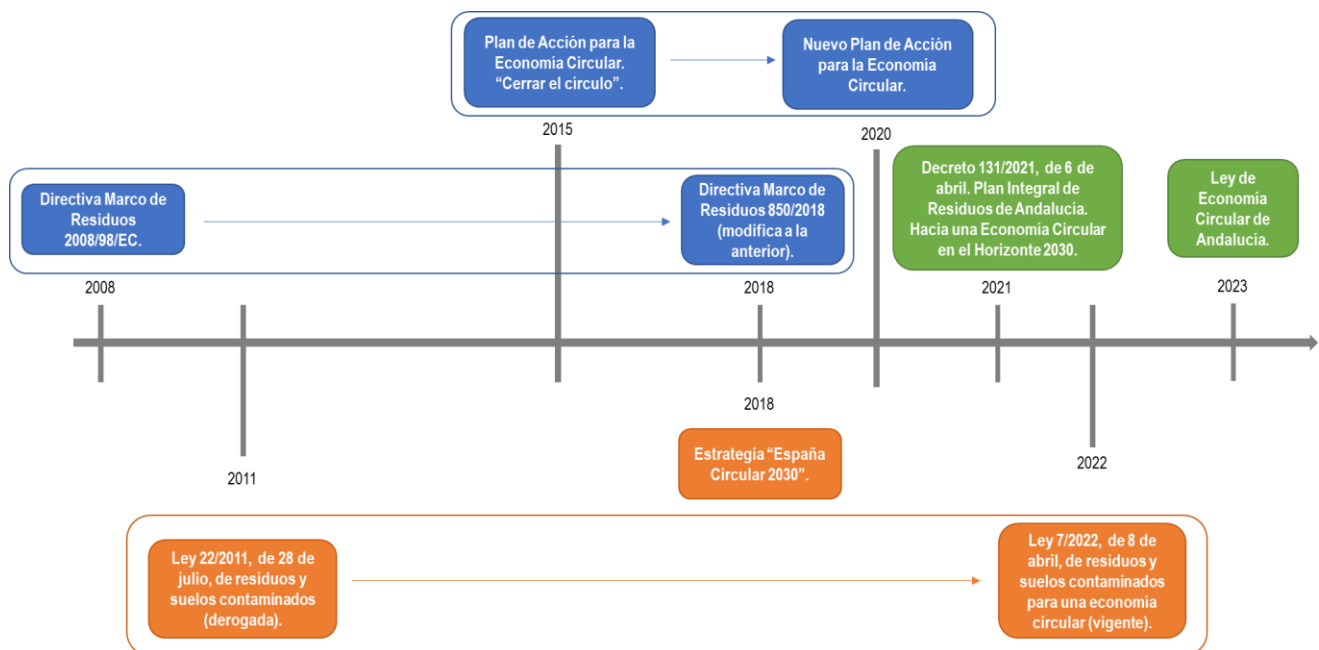 Plan de Acción para la
Economía Circular.
“Cerrar el circulo”.
Nuevo Plan de Acción
para la Economía
Circular.
2015
2020
Directiva Marco de
Residuos
2008/98/EC.
Directiva Marco de
Residuos 850/2018
(modifica a la
anterior).
Decreto 131/2021, de 6 de
abril. Plan Integral de
Residuos de Andalucía.
Hacia una Economía Circular
en el Horizonte 2030.
Ley de
Economía
Circular de
Andalucía.
2008
2018
2021
2023
2018
2011
2022
Estrategia “España
Circular 2030”.
Ley 22/2011, de 28 de
julio, de residuos y
suelos contaminados
(derogada).
Ley 7/2022, de 8 de
abril, de residuos y
suelos contaminados
para una economía
circular (vigente).